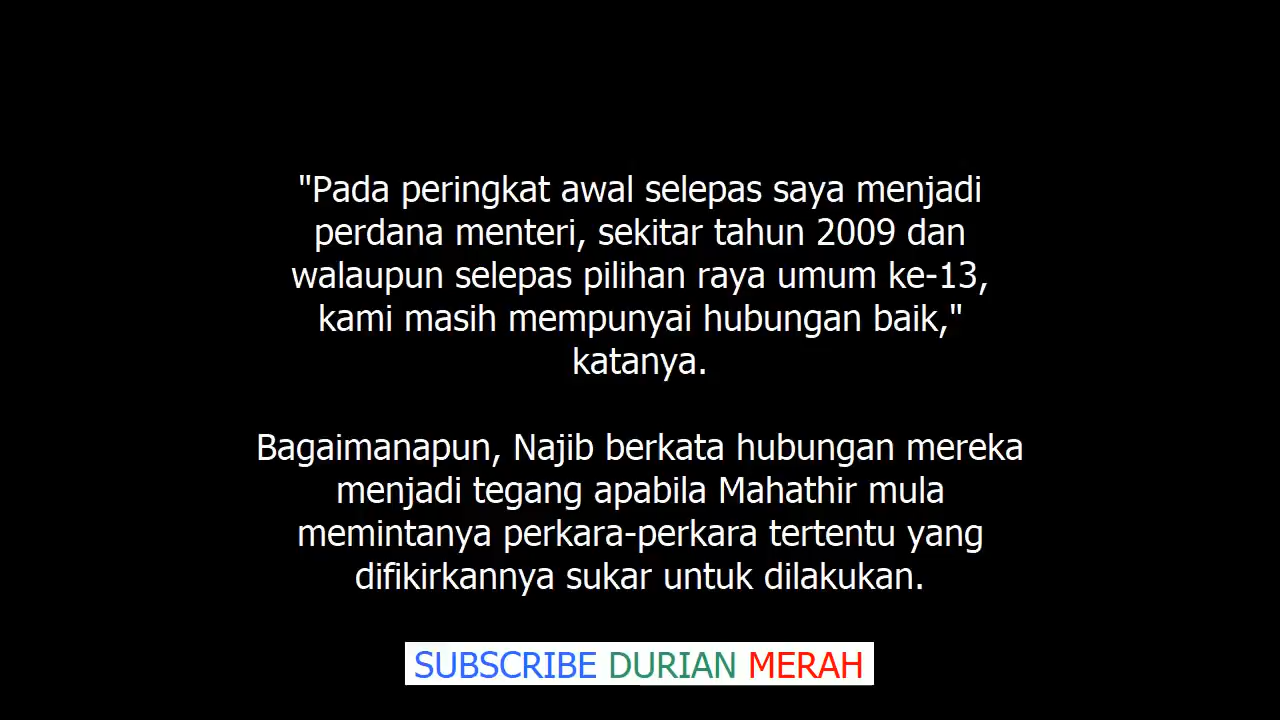 "Pada peringkat awal selepas saya menjadi
perdana menteri, sekitar tahun 2009 dan
walaupun selepas pilihan raya umum ke-13,
kami masih mempunyai hubungan baik,"
katanya.
Bagaimanapun, Najib berkata hubungan mereka
menjadi tegang apabila Mahathir mula
memintanya perkara-perkara tertentu yang
difikirkannya sukar untuk dilakukan.
SUBSCRIBE DURIAN MERAH